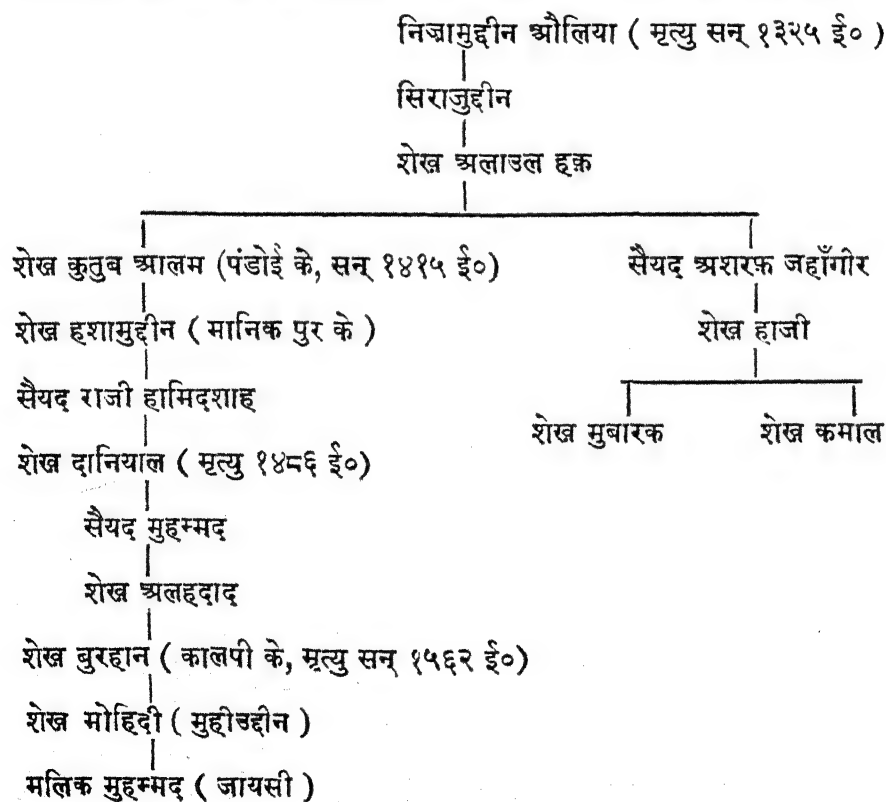 निज़ामुद्दीन औलिया ( मृत्यु सन् १३२५ ई० )
सिराजुद्दीन
शेख अलाउल हक़
शेख कुतुब आलम (पंडोई के, सन् १४१५ ई०)
सैयद अशरफ़ जहाँगीर
शेख हशामुद्दीन ( मानिक पुर के )
शेख हाजी
सैयद राजी हामिदशाह
शेख मुबारक
शेख कमाल
शेख दानियाल ( मृत्यु १४८६ ई०)
सैयद मुहम्मद
शेख अलहदाद
शेख बुरहान ( कालपी के, मृत्यु सन् १५६२ ई०)
शेख मोहिदी ( मुहीउद्दीन )
मलिक मुहम्मद ( जायसी )